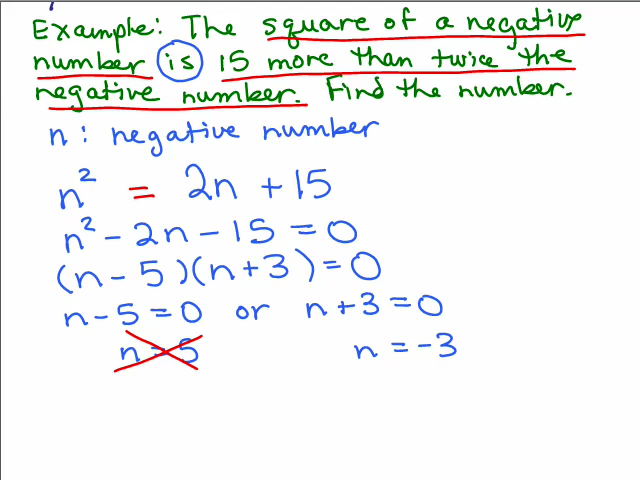 Example: The square of a negative
number is 15 more than twice the
negative number. Find the number.
n: negative number
n² = 2n + 15
n² - 2n - 15 = 0
(n - 5)(n + 3) = 0
n - 5 = 0 or n + 3 = 0
n = 5 n = -3